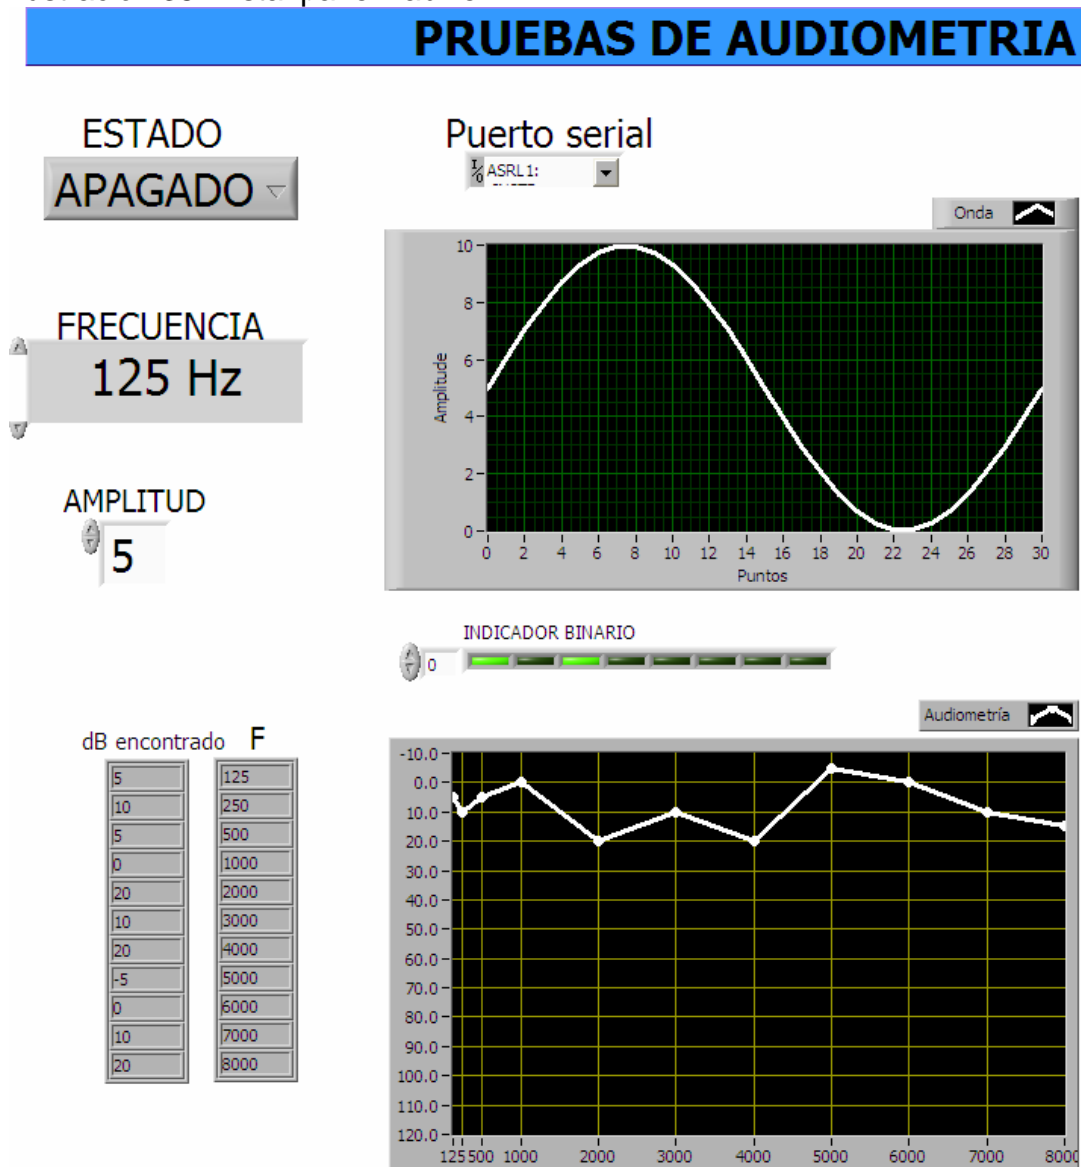 PRUEBAS DE AUDIOMETRIA
ESTADO
APAGADO
Puerto serial
I/O ASRL1:
Onda
FRECUENCIA
125 Hz
AMPLITUD
5
Amplitude
10
8
6
4
2
0
0 2 4 6 8 10 12 14 16 18 20 22 24 26 28 30
Puntos
INDICADOR BINARIO
0
Audiometría
dB encontrado F
5 125
10 250
5 500
0 1000
20 2000
10 3000
20 4000
-5 5000
0 6000
10 7000
20 8000
-10.0
0.0
10.0
20.0
30.0
40.0
50.0
60.0
70.0
80.0
90.0
100.0
110.0
120.0
125 500 1000 2000 3000 4000 5000 6000 7000 8000